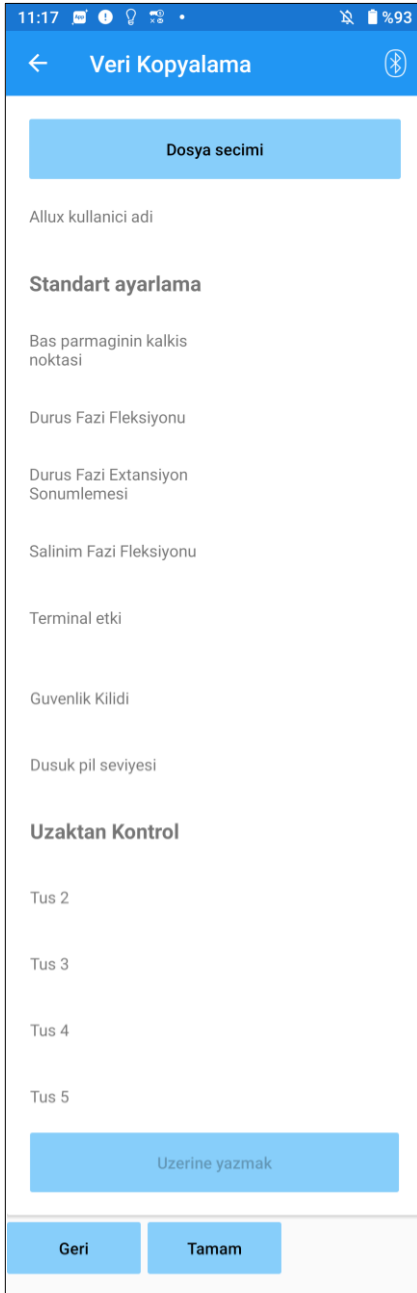 11:17 %93
Veri Kopyalama
Dosya secimi
Allux kullanici adi
Standart ayarlama
Bas parmaginin kalkis
noktasi
Durus Fazi Fleksiyonu
Durus Fazi Extansiyon
Sonumlemesi
Salinim Fazi Fleksiyonu
Terminal etki
Guvenlik Kilidi
Dusuk pil seviyesi
Uzaktan Kontrol
Tus 2
Tus 3
Tus 4
Tus 5
Uzerine yazmak
Geri Tamam